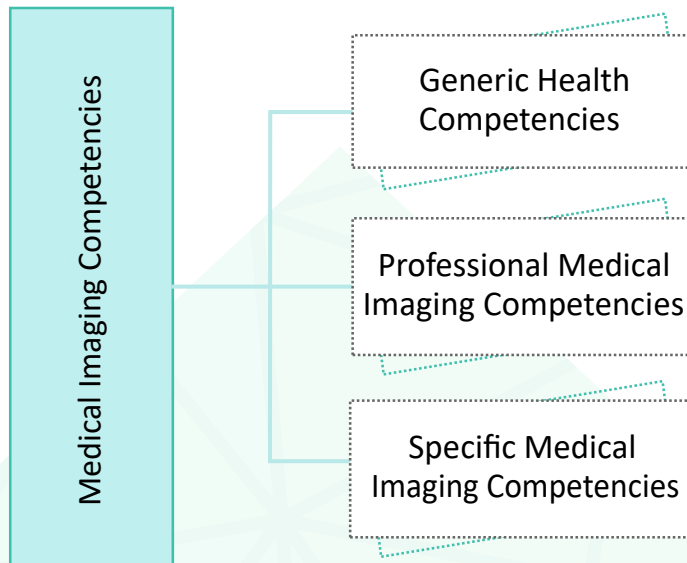 Medical Imaging Competencies
Generic Health
Competencies
Professional Medical
Imaging Competencies
Specific Medical
Imaging Competencies